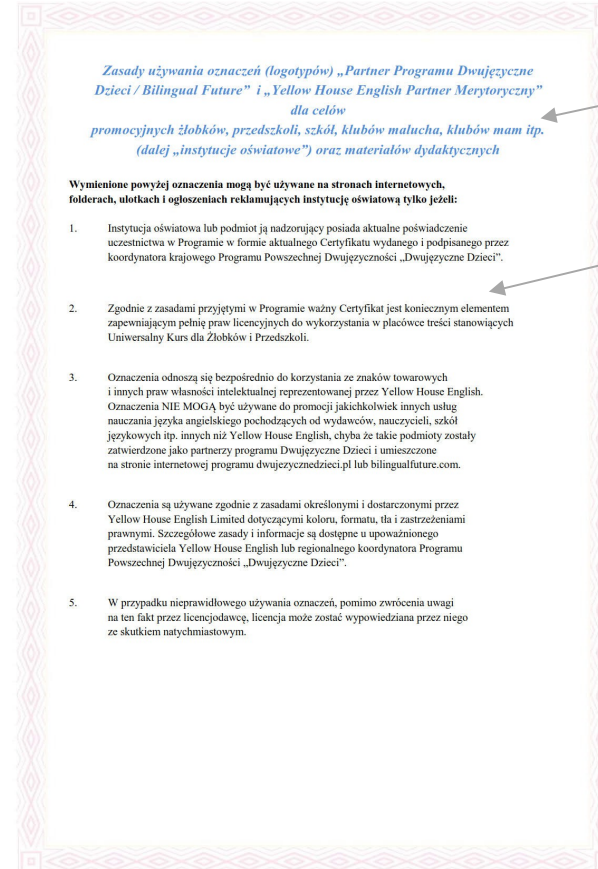 Zasady używania oznaczeń (logotypów) „Partner Programu Dwujęzyczne
Dzieci / Bilingual Future” i „Yellow House English Partner Merytoryczny”
dla celów
promocyjnych żłobków, przedszkoli, szkół, klubów malucha, klubów mam itp.
(dalej „instytucje oświatowe”) oraz materiałów dydaktycznych
Wymienione powyżej oznaczenia mogą być używane na stronach internetowych,
folderach, ulotkach i ogłoszeniach reklamujących instytucję oświatową tylko jeżeli:
1. Instytucja oświatowa lub podmiot ją nadzorujący posiada aktualne poświadczenie
uczestnictwa w Programie w formie aktualnego Certyfikatu wydanego i podpisanego przez
koordynatora krajowego Programu Powszechnej Dwujęzyczności „Dwujęzyczne Dzieci”.
2. Zgodnie z zasadami przyjętymi w Programie ważny Certyfikat jest koniecznym elementem
zapewniającym pełnię praw licencyjnych do wykorzystania w placówce treści stanowiących
Uniwersalny Kurs dla Żłobków i Przedszkoli.
3. Oznaczenia odnoszą się bezpośrednio do korzystania ze znaków towarowych
i innych praw własności intelektualnej reprezentowanej przez Yellow House English.
Oznaczenia NIE MOGĄ być używane do promocji jakichkolwiek innych usług
nauczania języka angielskiego pochodzących od wydawców, nauczycieli, szkół
językowych itp. innych niż Yellow House English, chyba że takie podmioty zostały
zatwierdzone jako partnerzy programu Dwujęzyczne Dzieci i umieszczone
na stronie internetowej programu dwujezycznedzieci.pl lub bilingualfuture.com.
4. Oznaczenia są używane zgodnie z zasadami określonymi i dostarczonymi przez
Yellow House English Limited dotyczącymi koloru, formatu, tła i zastrzeżeniami
prawnymi. Szczegółowe zasady i informacje są dostępne u upoważnionego
przedstawiciela Yellow House English lub regionalnego koordynatora Programu
Powszechnej Dwujęzyczności „Dwujęzyczne Dzieci”.
5. W przypadku nieprawidłowego używania oznaczeń, pomimo zwrócenia uwagi
na ten fakt przez licencjodawcę, licencja może zostać wypowiedziana przez niego
ze skutkiem natychmiastowym.